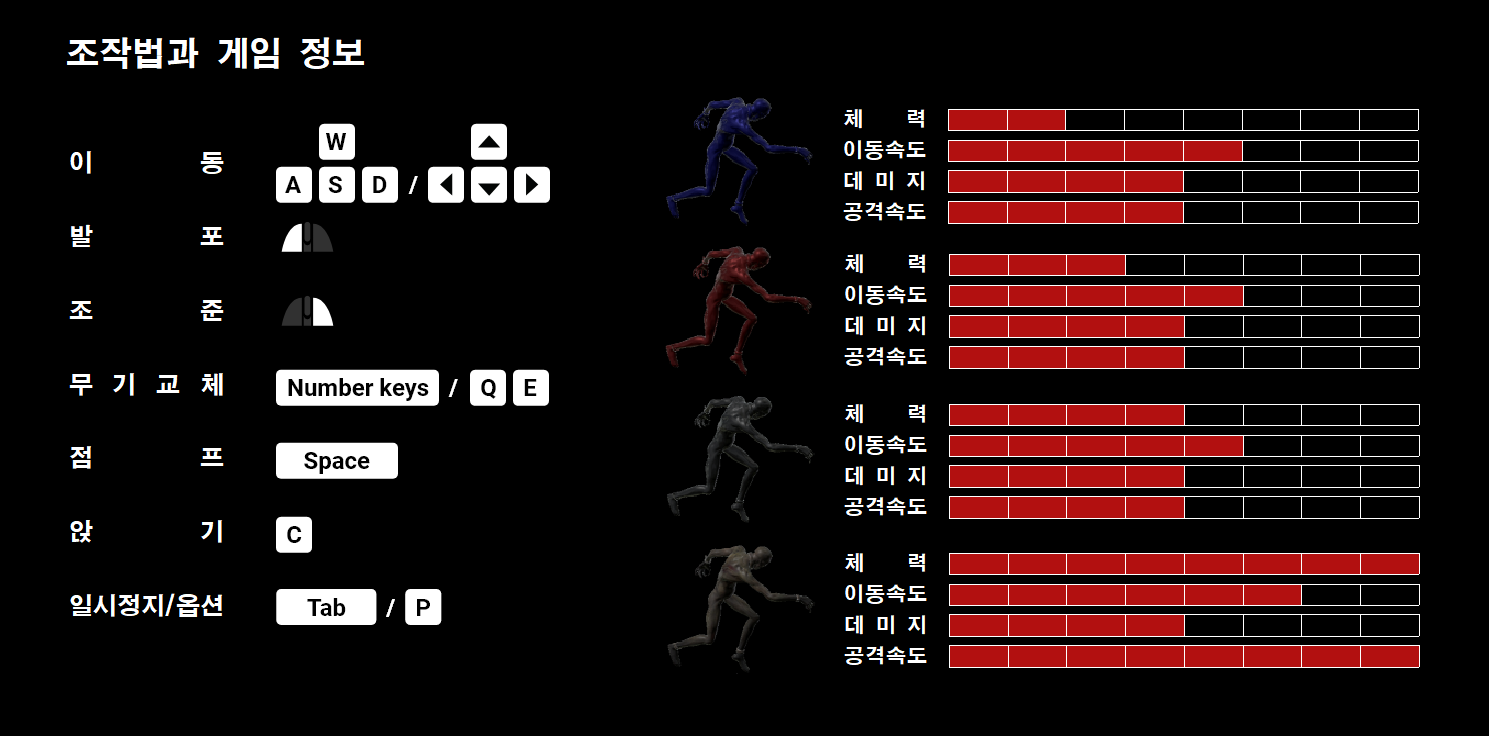 조작법과 게임 정보
이동
W
A S D /
발포
조준
무기교체 Number keys / Q E
점프 Space
앉기 C
일시정지/옵션 Tab / P
체력
이동속도
데미지
공격속도
체력
이동속도
데미지
공격속도
체력
이동속도
데미지
공격속도
체력
이동속도
데미지
공격속도